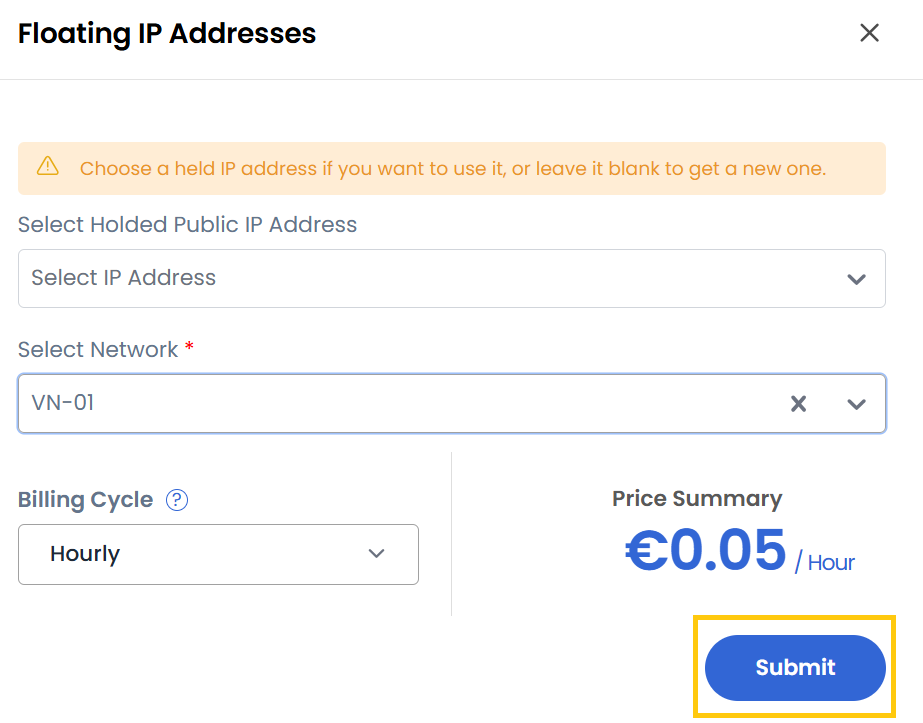 Floating IP Addresses
Choose a held IP address if you want to use it, or leave it blank to get a new one.
Select Holded Public IP Address
Select IP Address
Select Network *
VN-01
Billing Cycle ?
Hourly
Price Summary
€0.05 / Hour
Submit